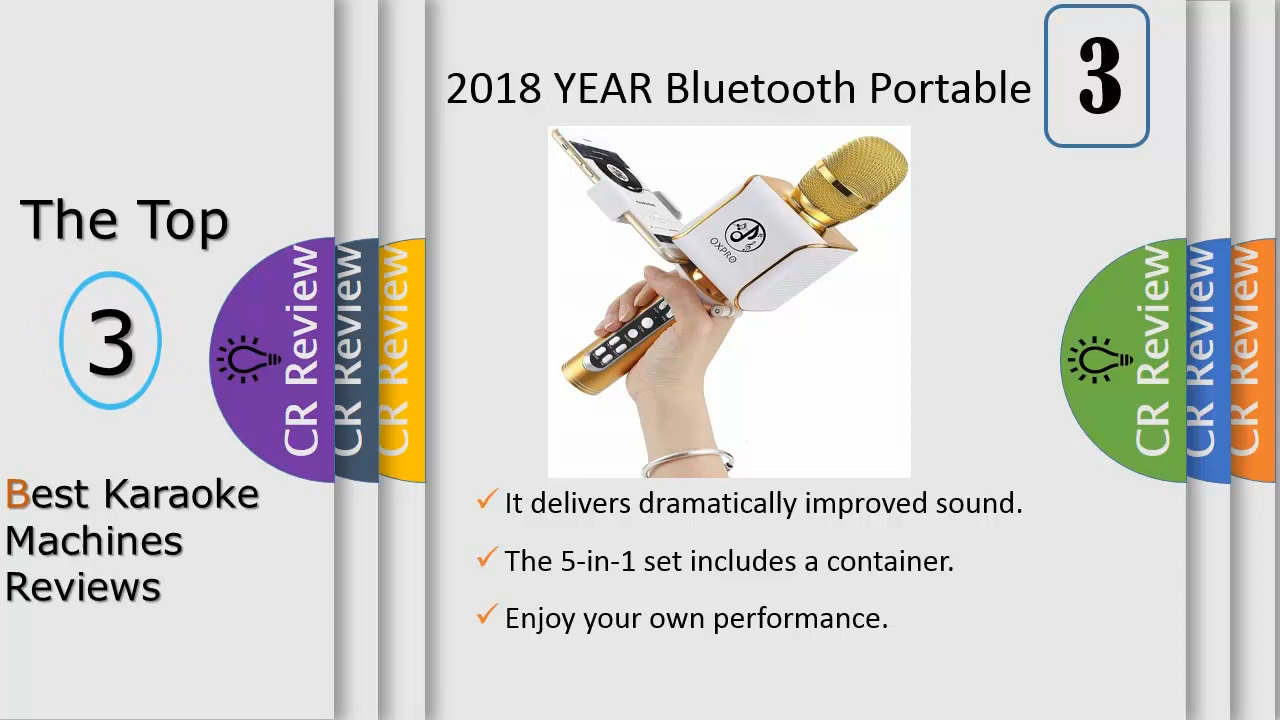 The Top
3
Best Karaoke
Machines
Reviews
CR Review
CR Review
CR Review
2018 YEAR Bluetooth Portable
3
OXPRO
It delivers dramatically improved sound.
The 5-in-1 set includes a container.
Enjoy your own performance.
CR Review
CR Review
CR Review